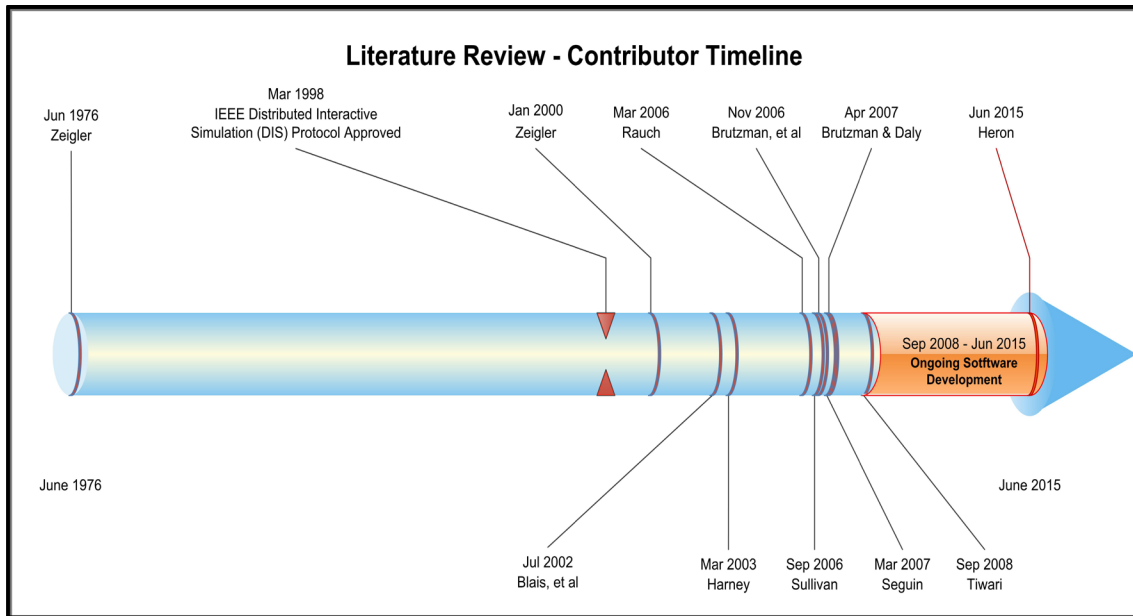 Literature Review - Contributor Timeline
Mar 1998
IEEE Distributed Interactive
Simulation (DIS) Protocol Approved
Jun 1976
Zeigler
Jan 2000
Zeigler
Mar 2006
Rauch
Nov 2006
Brutzman, et al
Apr 2007
Brutzman & Daly
Jun 2015
Heron
Sep 2008 - Jun 2015
Ongoing Sotftware
Development
June 1976
June 2015
Jul 2002
Blais, et al
Mar 2003
Harney
Sep 2006
Sullivan
Mar 2007
Seguin
Sep 2008
Tiwari